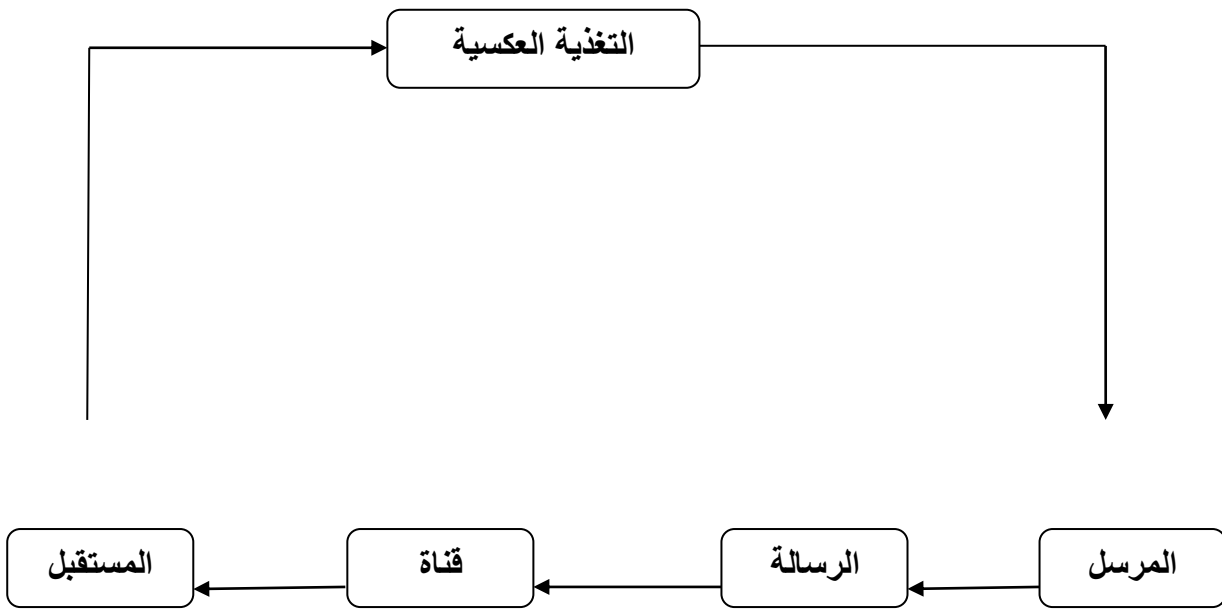 التغذية العكسية
المرسل
الرسالة
قناة
المستقبل